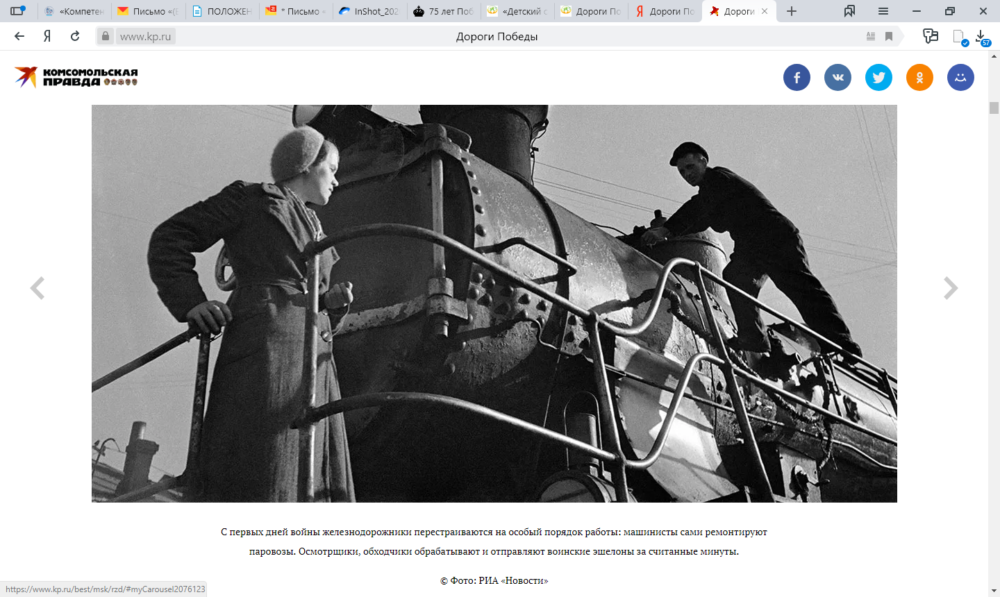 «Компетен
Письмо «(Б
ПОЛОЖЕН
* Письмо «
InShot_202
75 лет Поб
«Детский с
Дороги По
Дороги По
Дороги
Я
www.kp.ru
Дороги Победы
57
КОМСОМОЛЬСКАЯ
ПРАВДА
С первых дней войны железнодорожники перестраиваются на особый порядок работы: машинисты сами ремонтируют
паровозы. Осмотрщики, обходчики обрабатывают и отправляют воинские эшелоны за считанные минуты.
© Фото: РИА «Новости»
https://www.kp.ru/best/msk/rzd/#myCarousel2076123